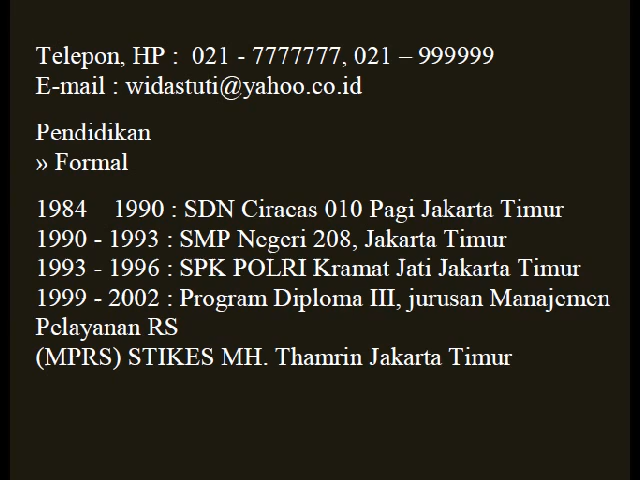 Telepon, HP : 021 - 7777777, 021 – 999999
E-mail : widastuti@yahoo.co.id
Pendidikan
» Formal
1984 1990 : SDN Ciracas 010 Pagi Jakarta Timur
1990 - 1993 : SMP Negeri 208, Jakarta Timur
1993 - 1996 : SPK POLRI Kramat Jati Jakarta Timur
1999 - 2002 : Program Diploma III, jurusan Manajemen
Pelayanan RS
(MPRS) STIKES MH. Thamrin Jakarta Timur